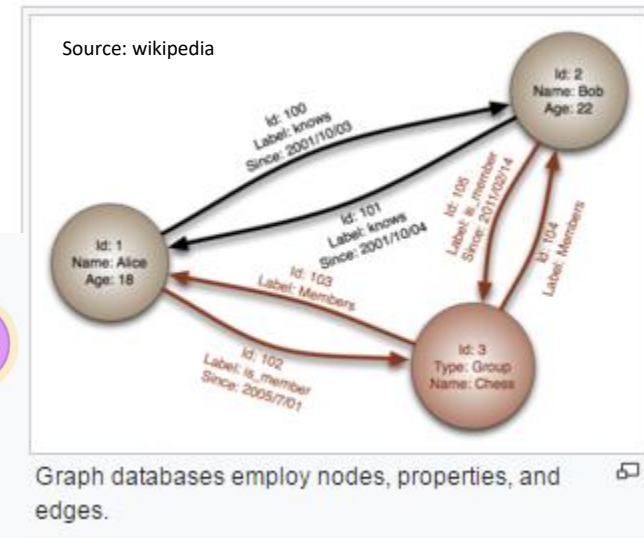 Source: wikipedia
Id: 2
Name: Bob
Age: 22
Id: 100
Label: knows
Since: 2001/10/03
Id: 101
Label: knows
Since: 2001/10/04
Id: 105
Label: is_member
Since: 2011/02/14
Id: 104
Label: Members
Id: 1
Name: Alice
Age: 18
Id: 103
Label: Members
Id: 102
Label: is_member
Since: 2005/7/01
Id: 3
Type: Group
Name: Chess
Graph databases employ nodes, properties, and
edges.